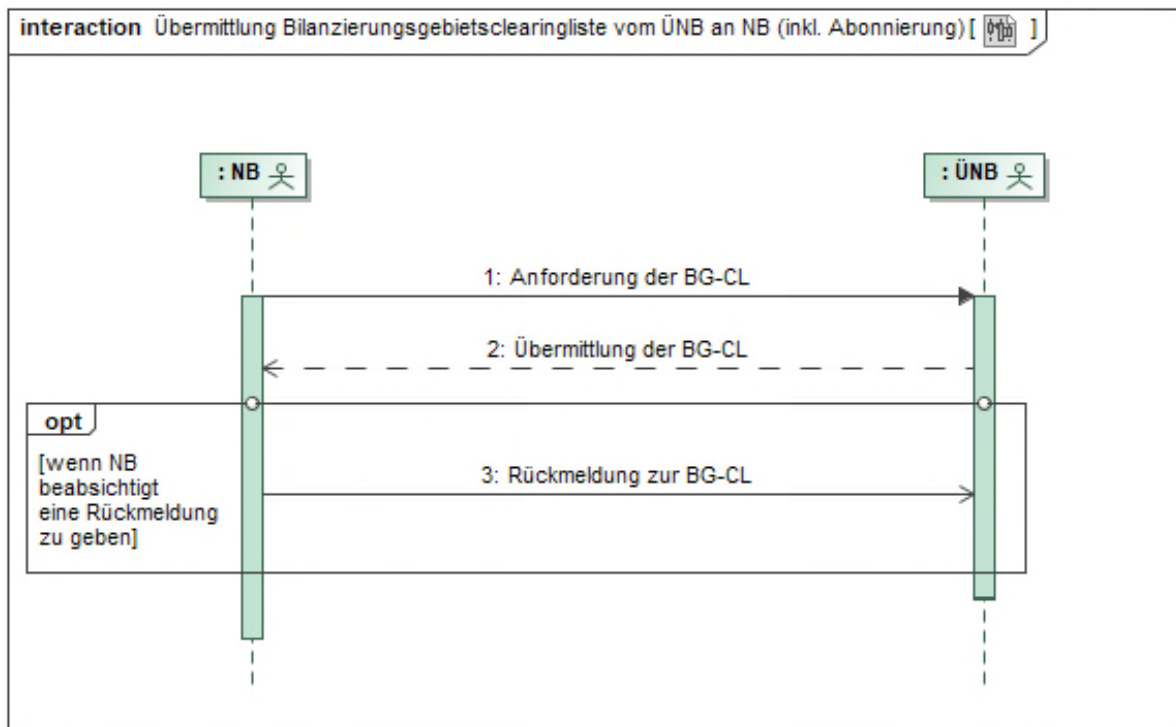 interaction Übermittlung Bilanzierungsgebietsclearingliste vom ÜNB an NB (inkl. Abonnierung) [ ]
: NB
: ÜNB
1: Anforderung der BG-CL
2: Übermittlung der BG-CL
opt
[wenn NB
beabsichtigt
eine Rückmeldung
zu geben]
3: Rückmeldung zur BG-CL